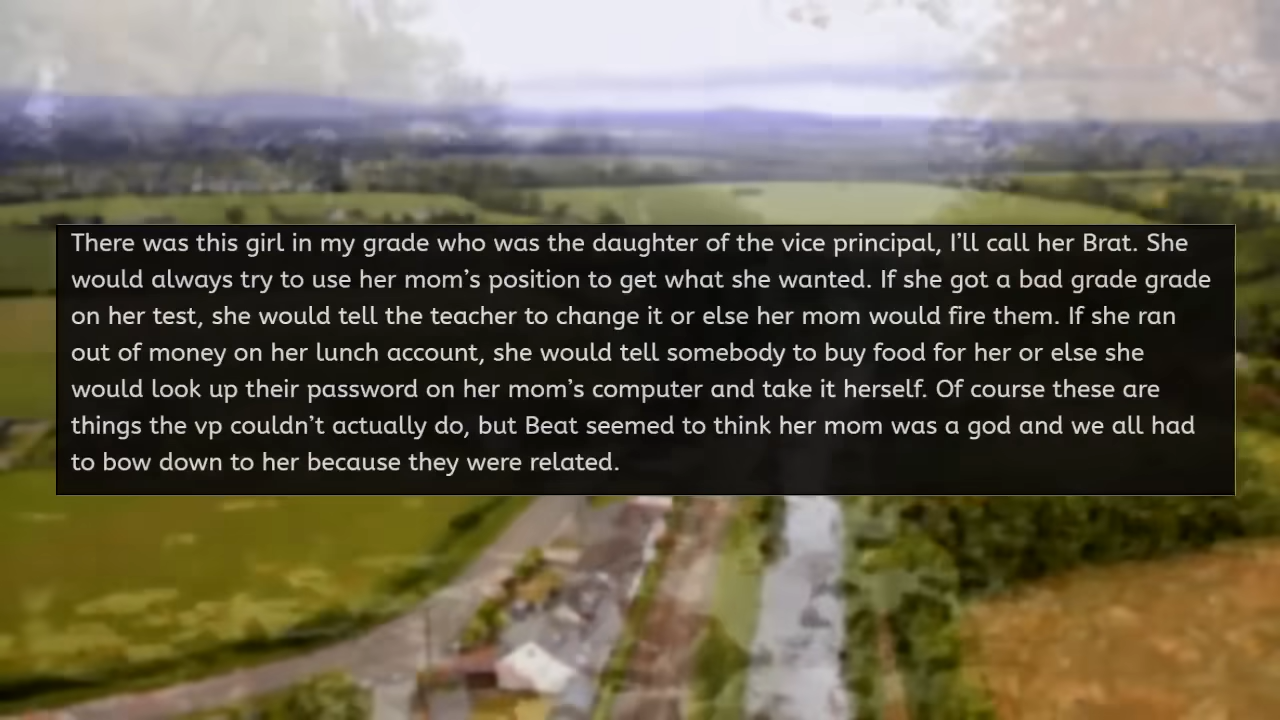 There was this girl in my grade who was the daughter of the vice principal, I’ll call her Brat. She
would always try to use her mom’s position to get what she wanted. If she got a bad grade grade
on her test, she would tell the teacher to change it or else her mom would fire them. If she ran
out of money on her lunch account, she would tell somebody to buy food for her or else she
would look up their password on her mom’s computer and take it herself. Of course these are
things the vp couldn’t actually do, but Beat seemed to think her mom was a god and we all had
to bow down to her because they were related.